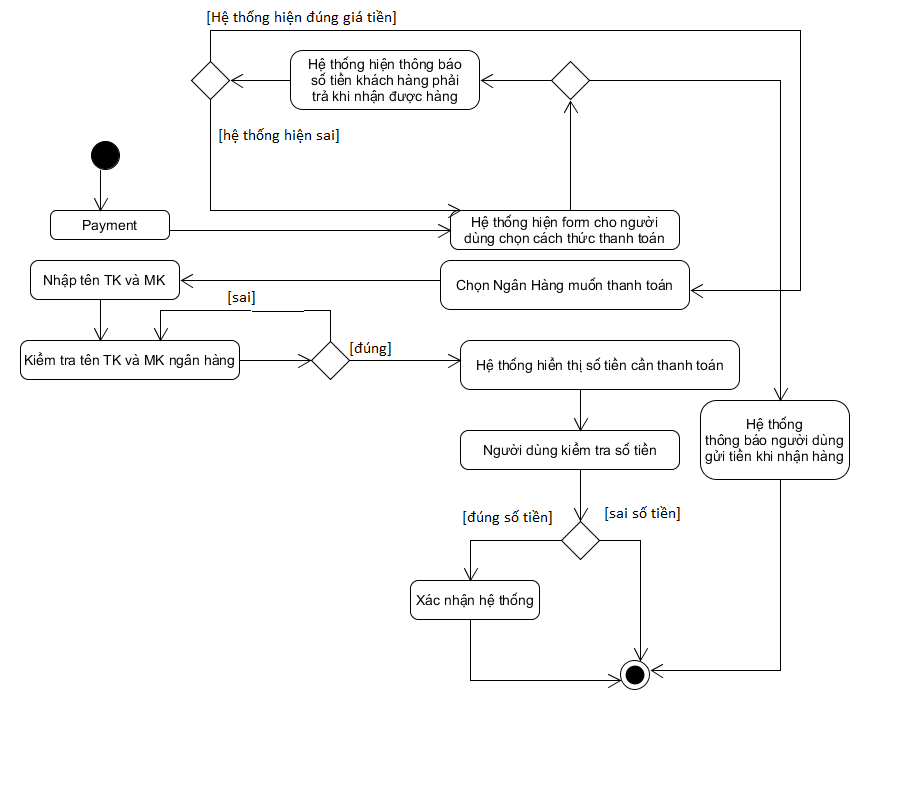 [Hệ thống hiện đúng giá tiền]
Hệ thống hiện thông báo
số tiền khách hàng phải
trả khi nhận được hàng
[hệ thống hiện sai]
Payment
Hệ thống hiện form cho người
dùng chọn cách thức thanh toán
Nhập tên TK và MK
Chọn Ngân Hàng muốn thanh toán
[sai]
Kiểm tra tên TK và MK ngân hàng
[đúng]
Hệ thống hiển thị số tiền cần thanh toán
Hệ thống
thông báo người dùng
gửi tiền khi nhận hàng
Người dùng kiểm tra số tiền
[đúng số tiền]
[sai số tiền]
Xác nhận hệ thống